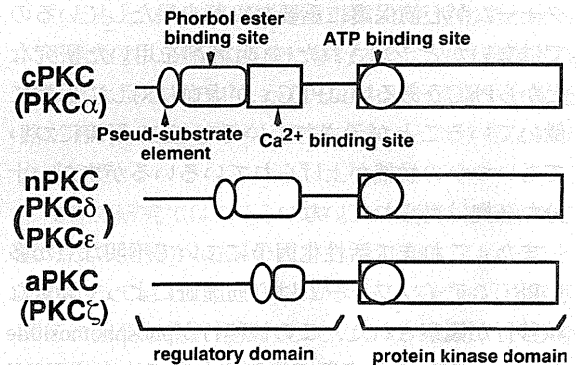 Phorbol ester
binding site
ATP binding site
cPKC
(PKCα)
Pseud-substrate
element
Ca2+ binding site
nPKC
(PKCδ
PKCε)
aPKC
(PKCζ)
regulatory domain
protein kinase domain